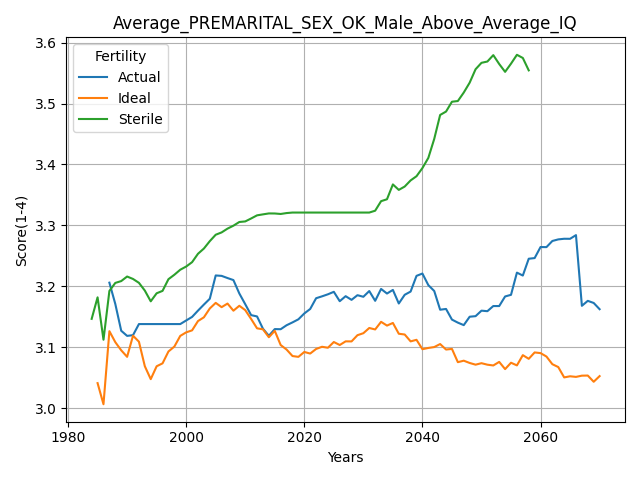 Average_PREMARITAL_SEX_OK_Male_Above_Average_IQ
Fertility
Actual
Ideal
Sterile
Score(1-4)
3.6
3.5
3.4
3.3
3.2
3.1
3.0
1980
2000
2020
2040
2060
Years